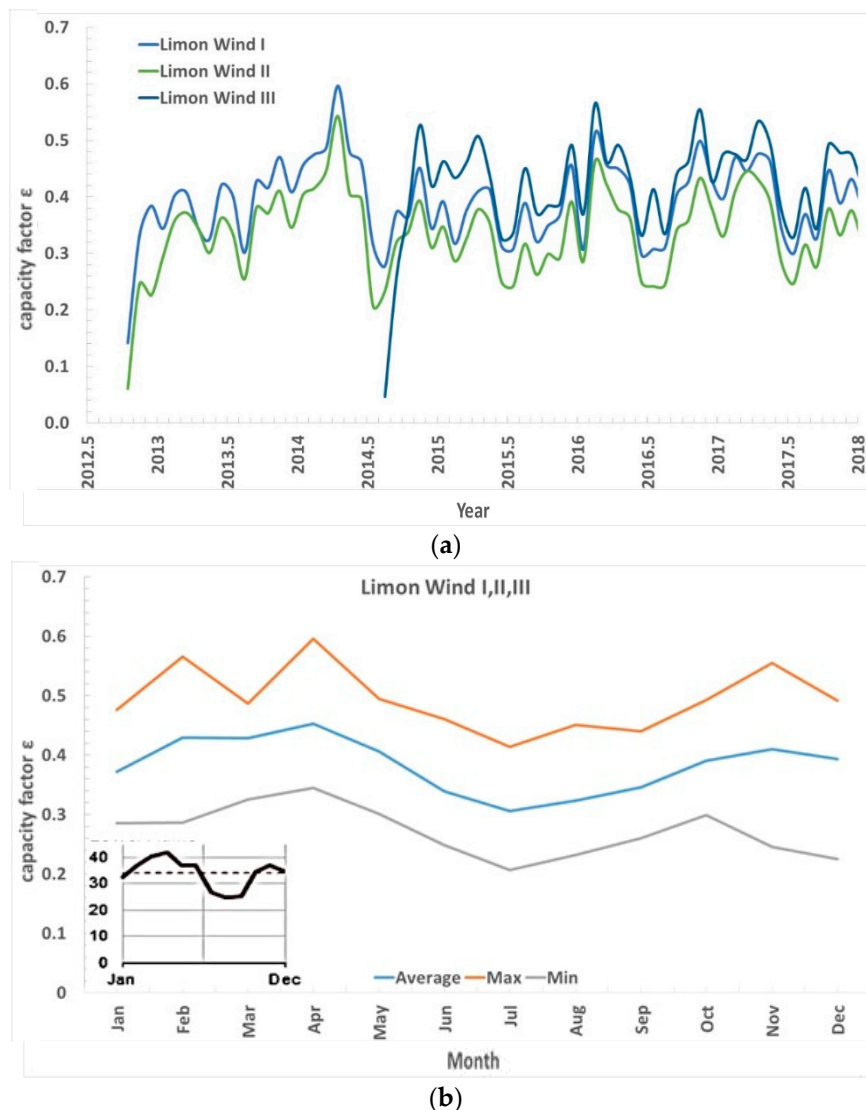 0.7
0.6
0.5
0.4
0.3
0.2
0.1
0.0
capacity factor ε
Limon Wind I
Limon Wind II
Limon Wind III
2012.5
2013
2013.5
2014
2014.5
2015
2015.5
2016
2016.5
2017
2017.5
2018
Year
(a)
Limon Wind I,II,III
0.7
0.6
0.5
0.4
0.3
0.2
0.1
0
capacity factor ε
40
30
20
10
0
Jan Dec
Average Max Min
Jan Feb Mar Apr May Jun Jul Aug Sep Oct Nov Dec
Month
(b)